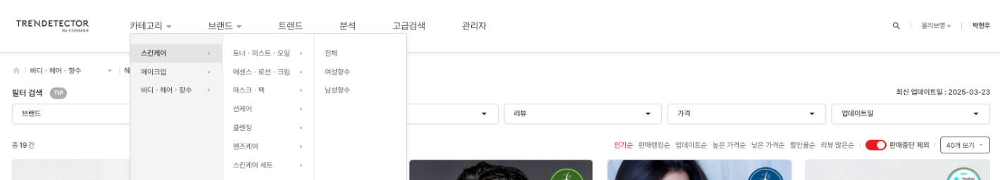 TRENDETECTOR
By COSMAX
카테고리 브랜드 트렌드 분석 고급검색 관리자
올리브영 박헌우
스킨케어 토너 · 미스트 · 오일 전체
메이크업 에센스 · 로션 · 크림 여성향수
바디 · 헤어 · 향수 마스크 · 팩 남성향수
선케어
클렌징
멘즈케어
스킨케어 세트
바디 · 헤어 · 향수 헤
필터 검색 TIP 최신 업데이트일 : 2025-03-23
브랜드 리뷰 가격 업데이트일
총 19 건 인기순 판매랭킹순 업데이트순 높은 가격순 낮은 가격순 할인율순 리뷰 많은순 판매중단 제외 40개 보기